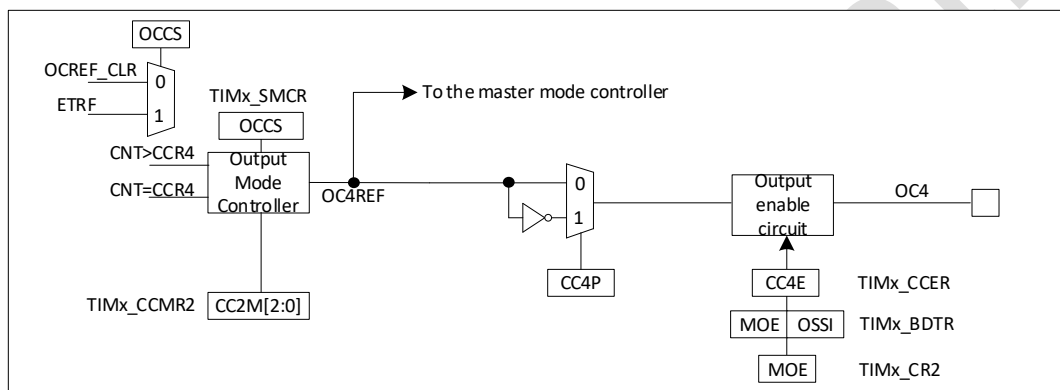 OCCS
OCREF_CLR
0
ETRF
1
TIMx_SMCR
OCCS
To the master mode controller
CNT>CCR4
CNT=CCR4
Output
Mode
Controller
OC4REF
0
1
CC4P
Output
enable
circuit
OC4
TIMx_CCMR2
CC2M[2:0]
CC4E
TIMx_CCER
MOE OSSI
TIMx_BDTR
MOE
TIMx_CR2